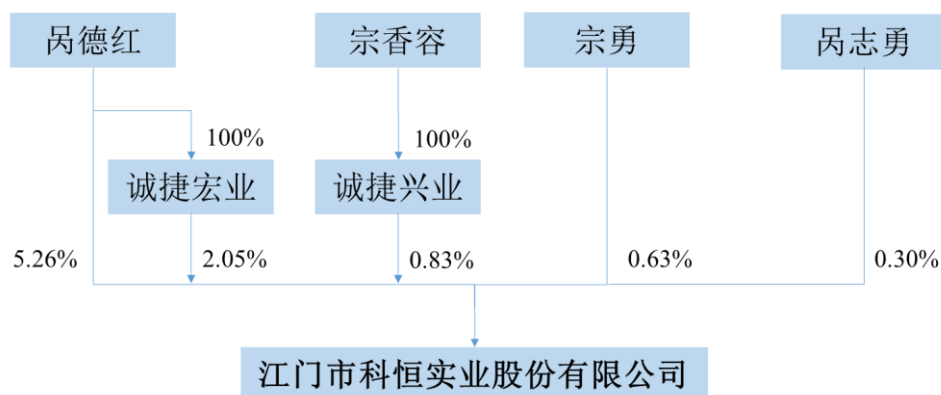 呙德红 宗香容 宗勇 呙志勇
100% 100%
诚捷宏业 诚捷兴业
5.26% 2.05% 0.83% 0.63% 0.30%
江门市科恒实业股份有限公司